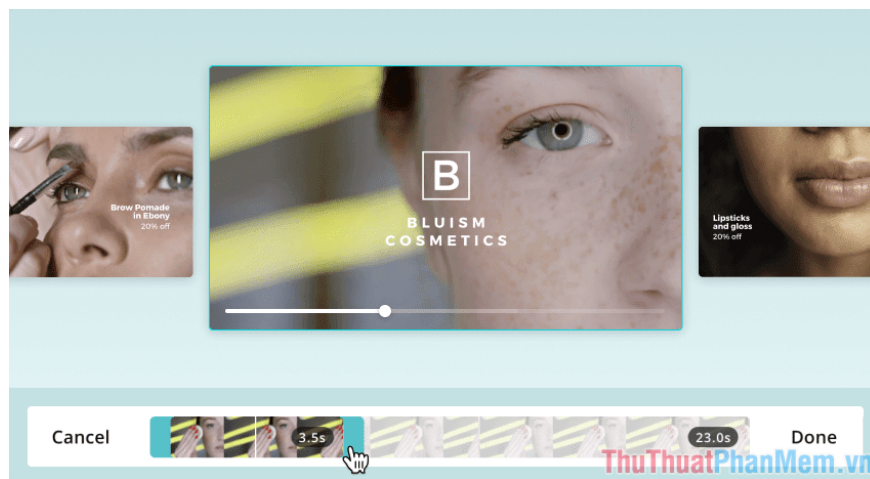 Brow Pomade
in Ebony
20% off
B
BLUISM
COSMETICS
Lipsticks
and gloss
20% off
Cancel
3.5s
23.0s
Done
ThuThuatPhanMem.vn